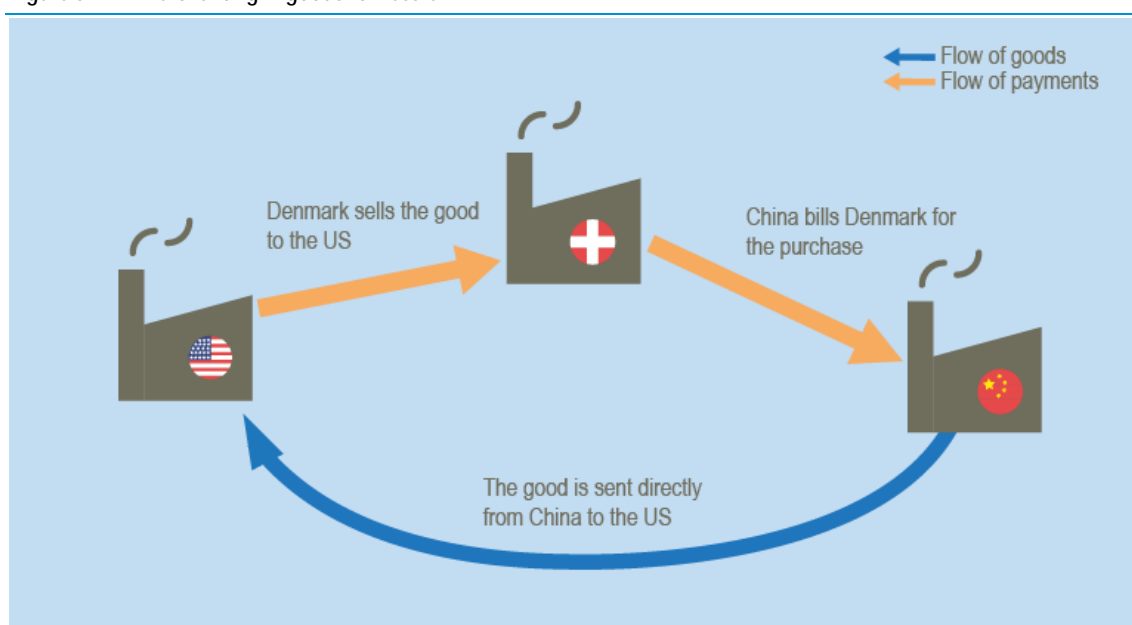 Flow of goods
Flow of payments
Denmark sells the good
to the US
China bills Denmark for
the purchase
The good is sent directly
from China to the US